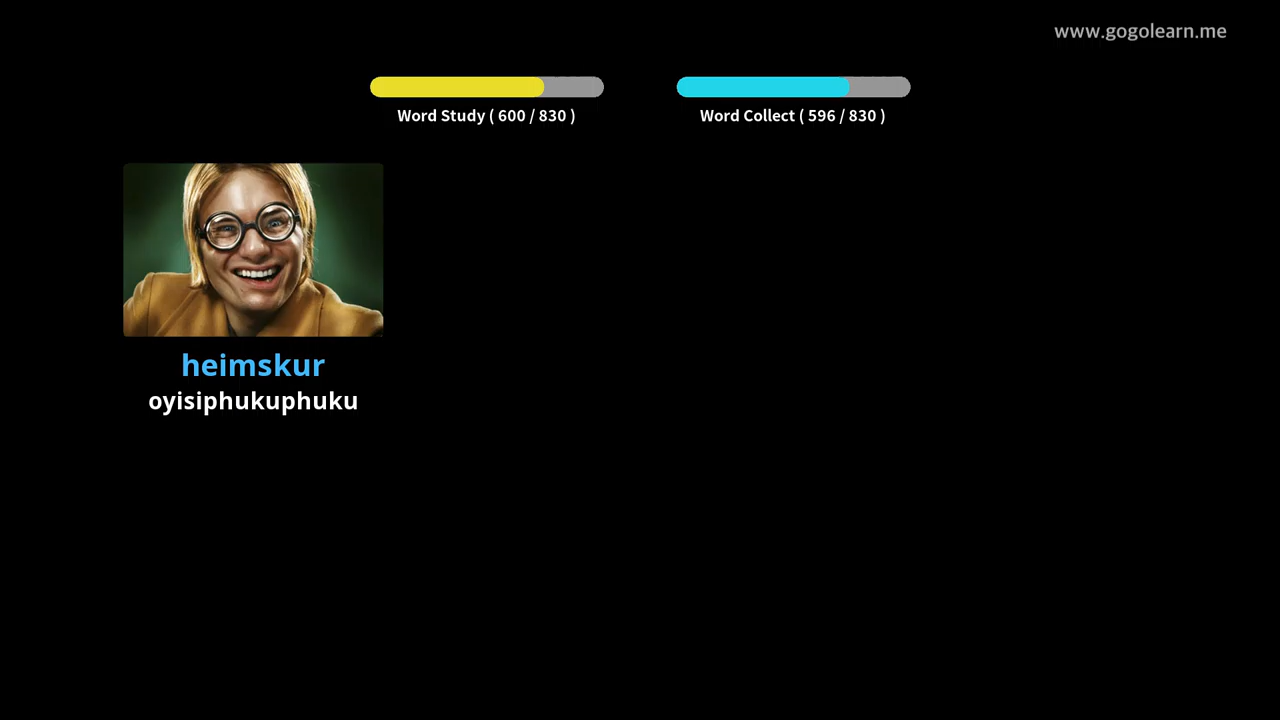 www.gogolearn.me
Word Study ( 600 / 830 )
Word Collect ( 596 / 830 )
heimskur
oyisiphukuphuku